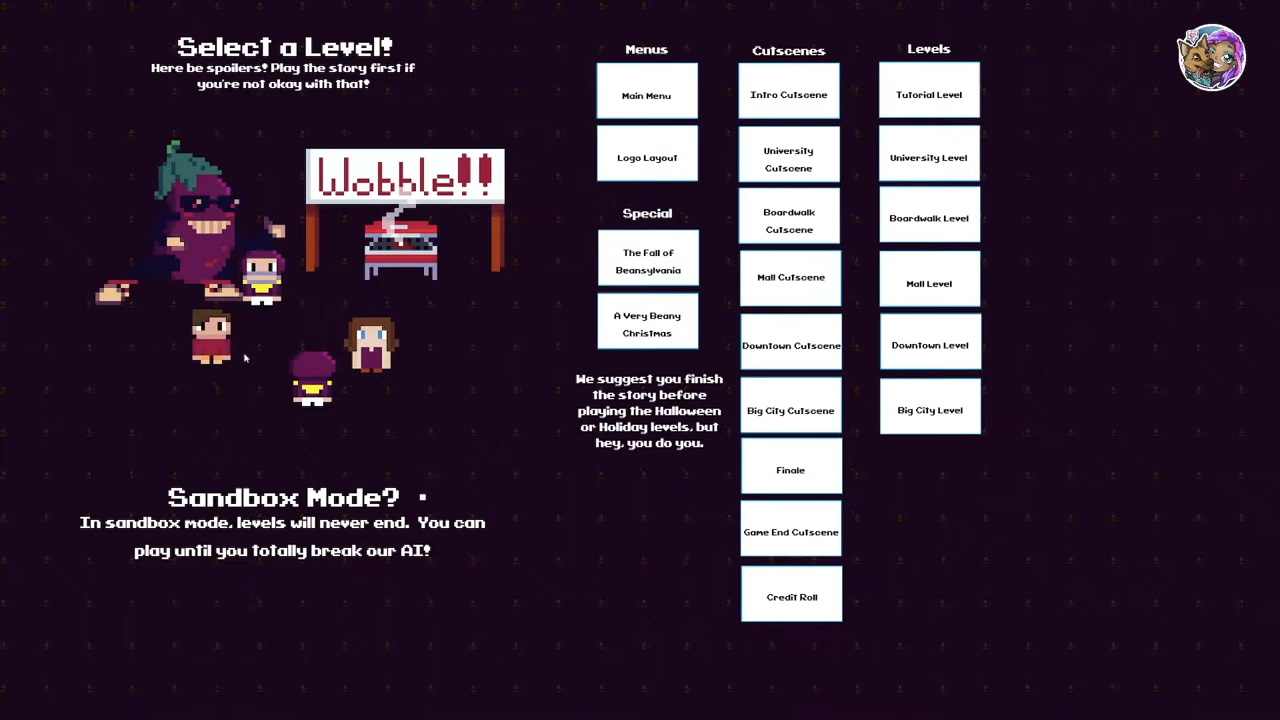 Select a Level!
Here be spoilers! Play the story first if
you're not okay with that!
Wobble!!
Sandbox Mode?
In sandbox mode, levels will never end. You can
play until you totally break our AI!
Menus
Main Menu
Logo Layout
Special
The Fall of
Beansylvania
A Very Beany
Christmas
We suggest you finish
the story before
playing the Halloween
or Holiday levels, but
hey, you do you.
Cutscenes
Intro Cutscene
University
Cutscene
Boardwalk
Cutscene
Mall Cutscene
Downtown Cutscene
Big City Cutscene
Finale
Game End Cutscene
Credit Roll
Levels
Tutorial Level
University Level
Boardwalk Level
Mall Level
Downtown Level
Big City Level